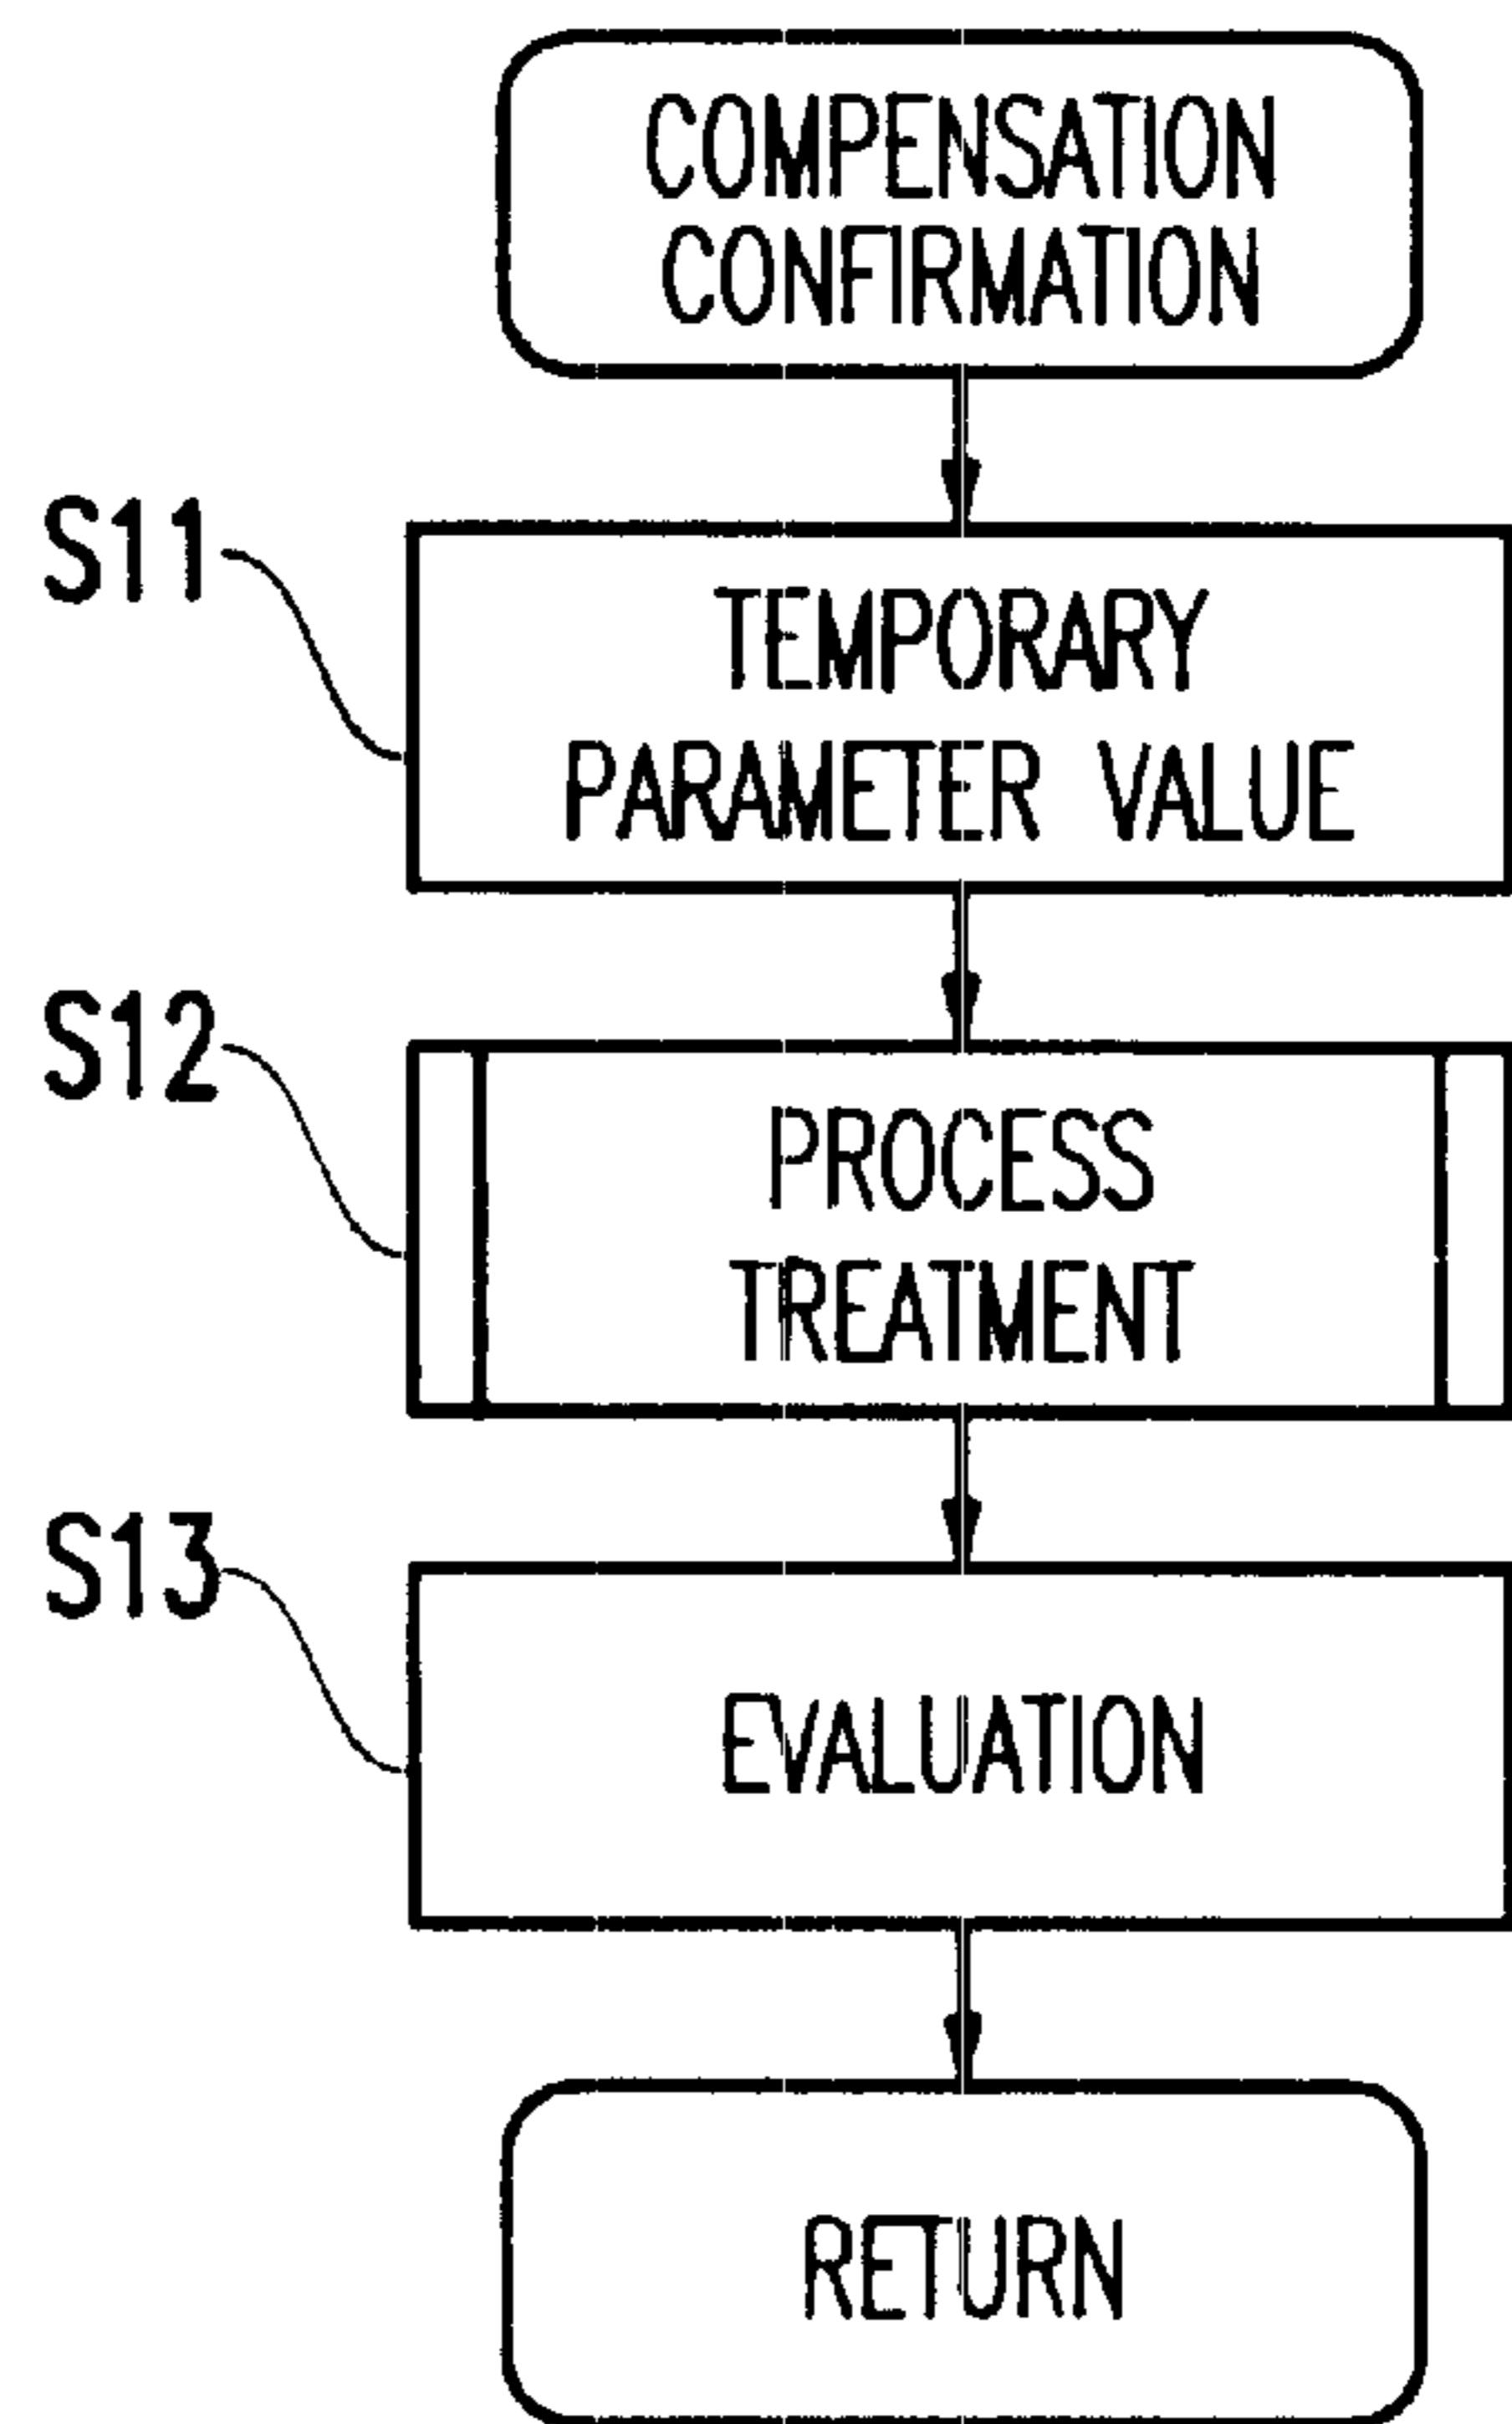 COMPENSATION
CONFIRMATION
S11
TEMPORARY
PARAMETER VALUE
S12
PROCESS
TREATMENT
S13
EVALUATION
RETURN